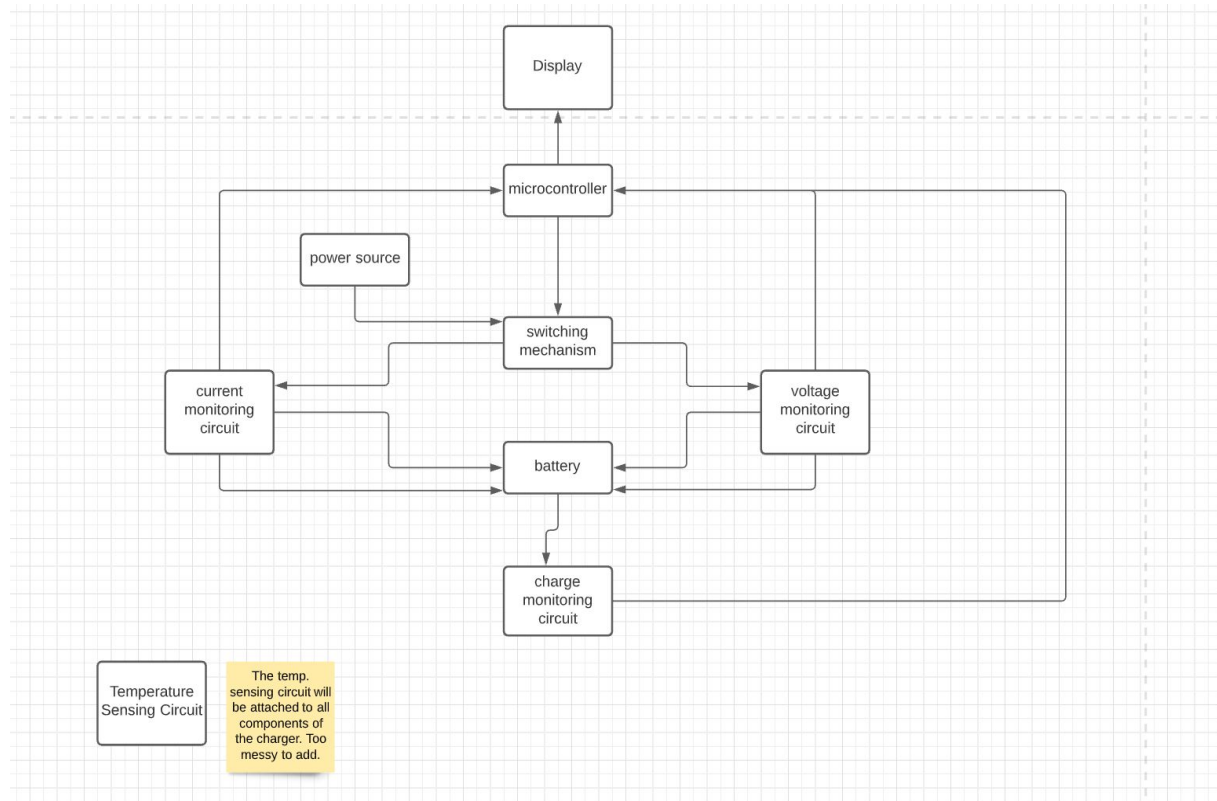 Display
microcontroller
power source
switching
mechanism
current
monitoring
circuit
voltage
monitoring
circuit
battery
charge
monitoring
circuit
Temperature
Sensing Circuit
The temp.
sensing circuit will
be attached to all
components of
the charger. Too
messy to add.